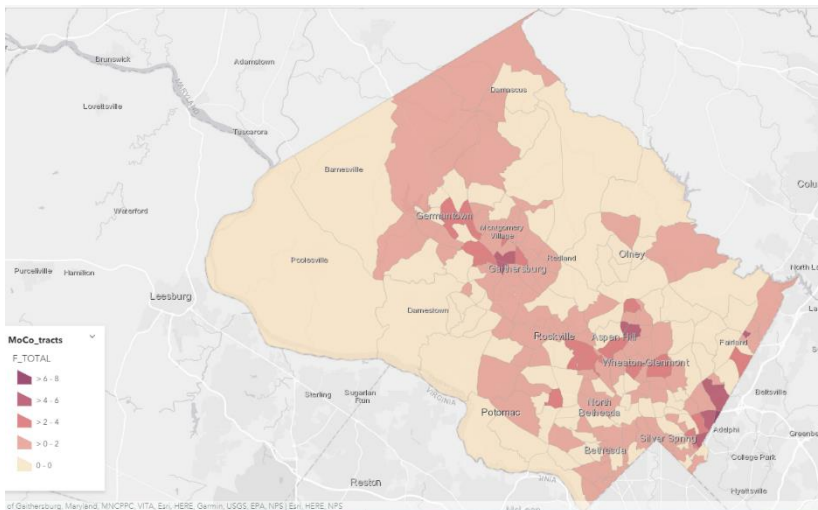 Brunswick
Adamstown
Lovettsville
Tuscarora
Damascus
Barnesville
Waterford
Germantown
Montgomery
Village
Poolesville
Gaithersburg
Redland
Olney
Purcellville
Hamilton
Leesburg
Darnestown
MoCo_tracts
F_TOTAL
> 6 - 8
> 4 - 6
> 2 - 4
> 0 - 2
0 - 0
Rockville
Aspen Hill
Fairland
Wheaton-Glenmont
Sterling
Sugarlan
Run
VIRGINIA
Potomac
North
Bethesda
Beltsville
Adelphi
Silver Spring
Bethesda
College Park
Reston
Hyattsville
of Gaithersburg, Maryland, MNCPPC, VITA, Esri, HERE, Garmin, USGS, EPA, NPS | Esri, HERE, NPS